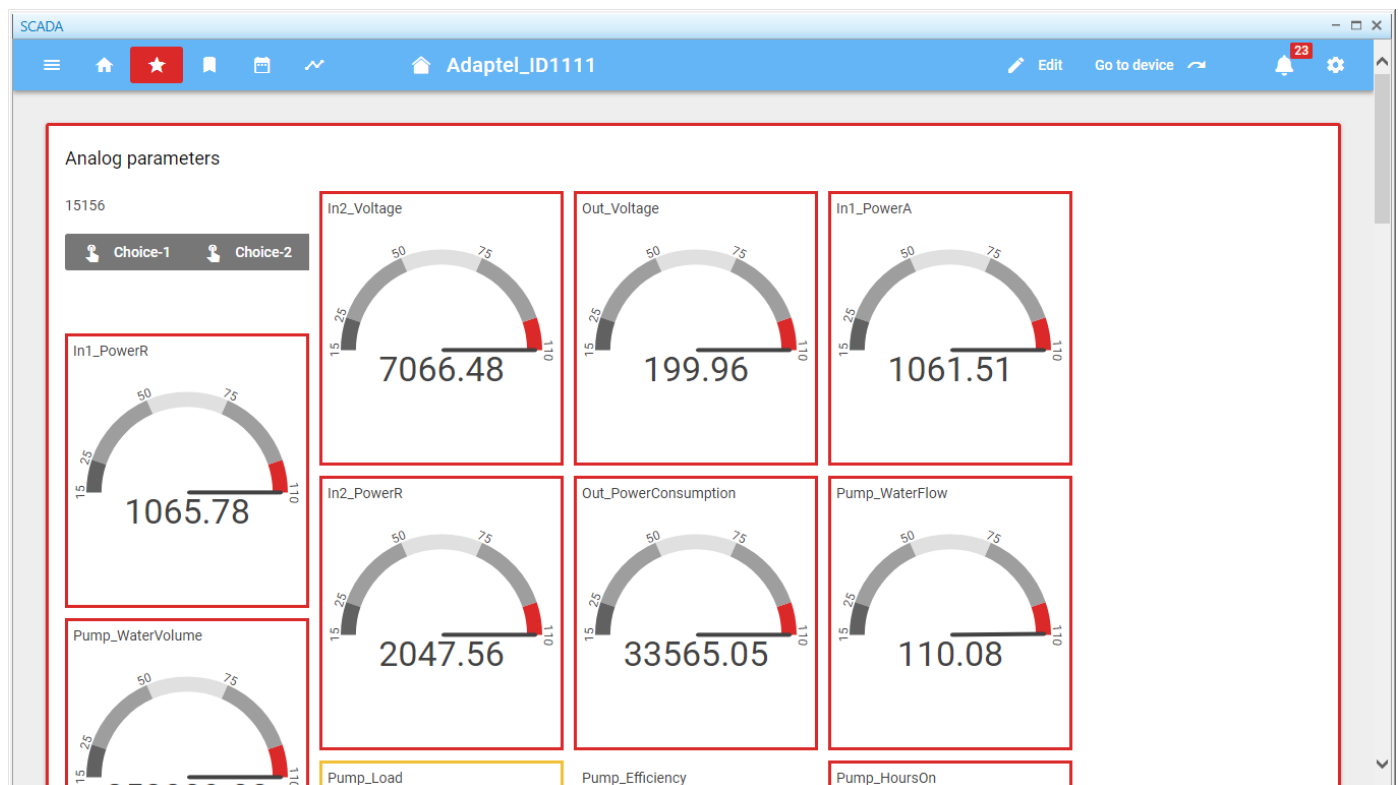 SCADA
Adaptel_ID1111
Edit
Go to device
23
Analog parameters
15156
Choice-1
Choice-2
In2_Voltage
15
25
50
75
110
7066.48
Out_Voltage
15
25
50
75
110
199.96
In1_PowerA
15
25
50
75
110
1061.51
In1_PowerR
15
25
50
75
110
1065.78
In2_PowerR
15
25
50
75
110
2047.56
Out_PowerConsumption
15
25
50
75
110
33565.05
Pump_WaterFlow
15
25
50
75
110
110.08
Pump_WaterVolume
15
25
50
75
110
Pump_Load
Pump_Efficiency
Pump_HoursOn